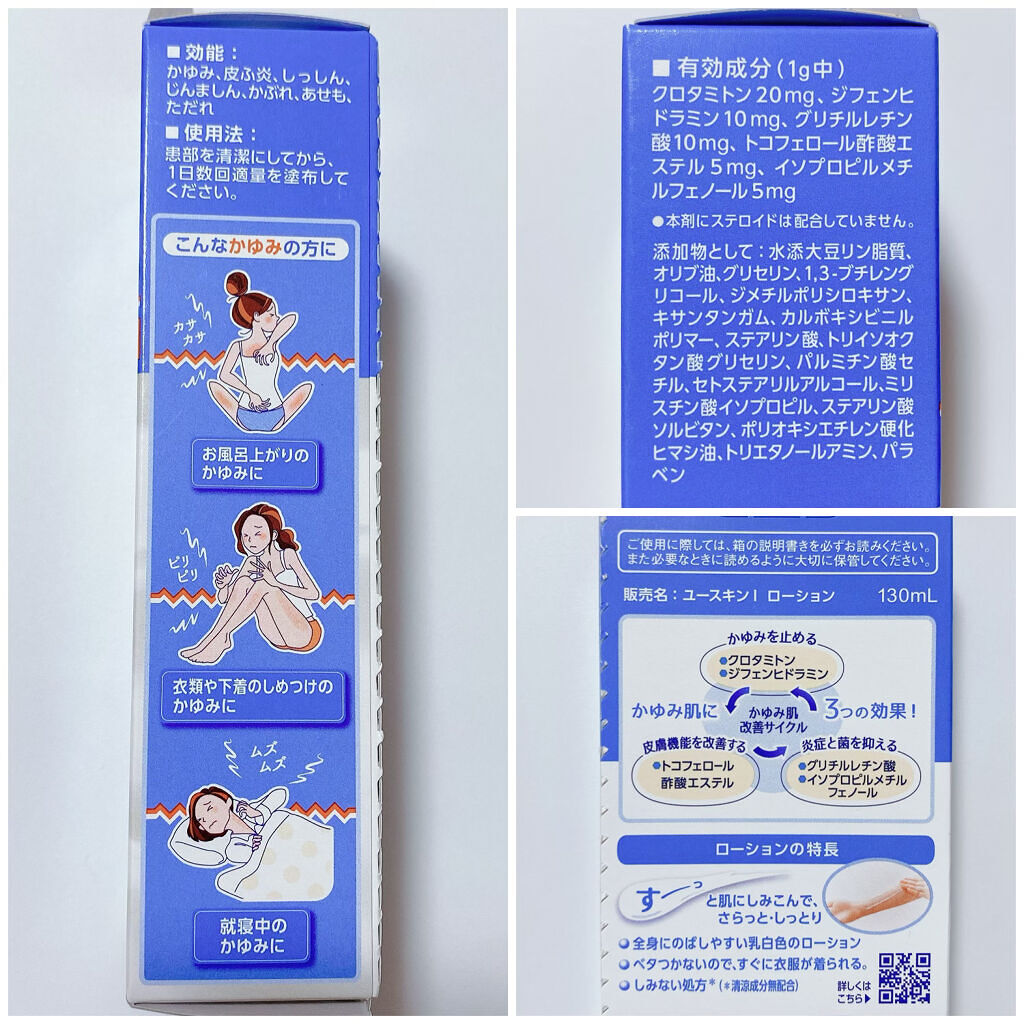 ■効能：
かゆみ、皮ふ炎、しっしん、
じんましん、かぶれ、あせも、
ただれ
■使用法：
患部を清潔にしてから、
1日数回適量を塗布して
ください。
こんなかゆみの方に
カサ
カサ
お風呂上がりの
かゆみに
ピリ
ピリ
衣類や下着のしめつけの
かゆみに
ムズ
ムズ
就寝中の
かゆみに
■有効成分(1g中)
クロタミトン20mg、ジフェンヒ
ドラミン10mg、グリチルレチン
酸10mg、トコフェロール酢酸エ
ステル5mg、イソプロピルメチ
ルフェノール5mg
●本剤にステロイドは配合していません。
添加物として：水添大豆リン脂質、
オリブ油、グリセリン、1,3-ブチレング
リコール、ジメチルポリシロキサン、
キサンタンガム、カルボキシビニル
ポリマー、ステアリン酸、トリイソオク
タン酸グリセリン、パルミチン酸セ
チル、セトステアリルアルコール、ミリ
スチン酸イソプロピル、ステアリン酸
ソルビタン、ポリオキシエチレン硬化
ヒマシ油、トリエタノールアミン、パラ
ベン
ご使用に際しては、箱の説明書きを必ずお読みください。
また必要なときに読めるように大切に保管してください。
販売名：ユースキンI ローション 130mL
かゆみを止める
クロタミトン
ジフェンヒドラミン
かゆみ肌に かゆみ肌 3つの効果！
改善サイクル
皮膚機能を改善する 炎症と菌を抑える
トコフェロール
酢酸エステル
グリチルレチン酸
イソプロピルメチル
フェノール
ローションの特長
すーっ
と肌にしみこんで、
さらっと・しっとり
●全身にのばしやすい乳白色のローション
●ベタつかないので、すぐに衣服が着られる。
●しみない処方*(*清涼成分無配合)
詳しくは
こちら▶